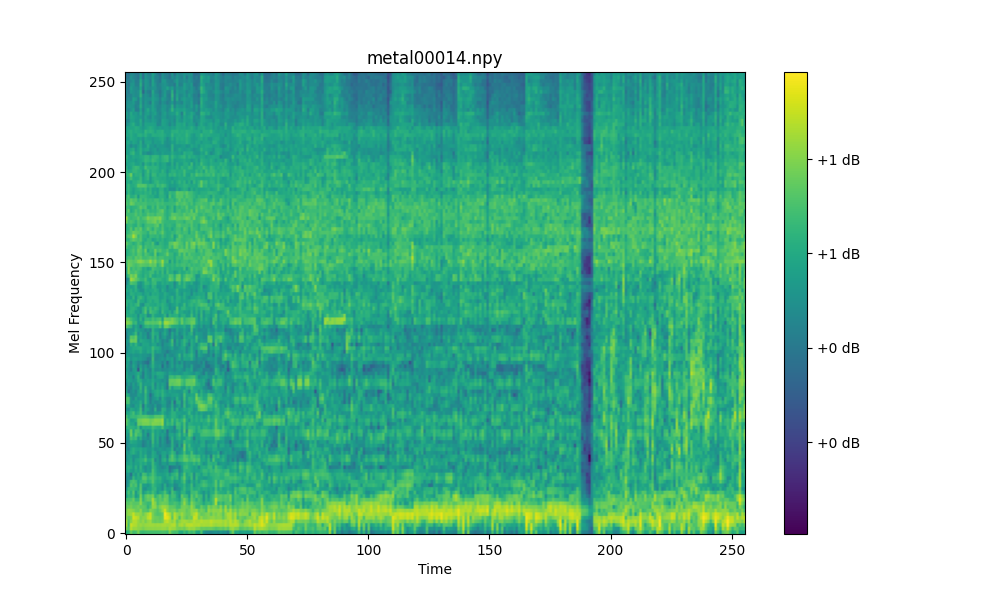 metal00014.npy
Mel Frequency
250
200
150
100
50
0
0 50 100 150 200 250
Time
+1 dB
+1 dB
+0 dB
+0 dB